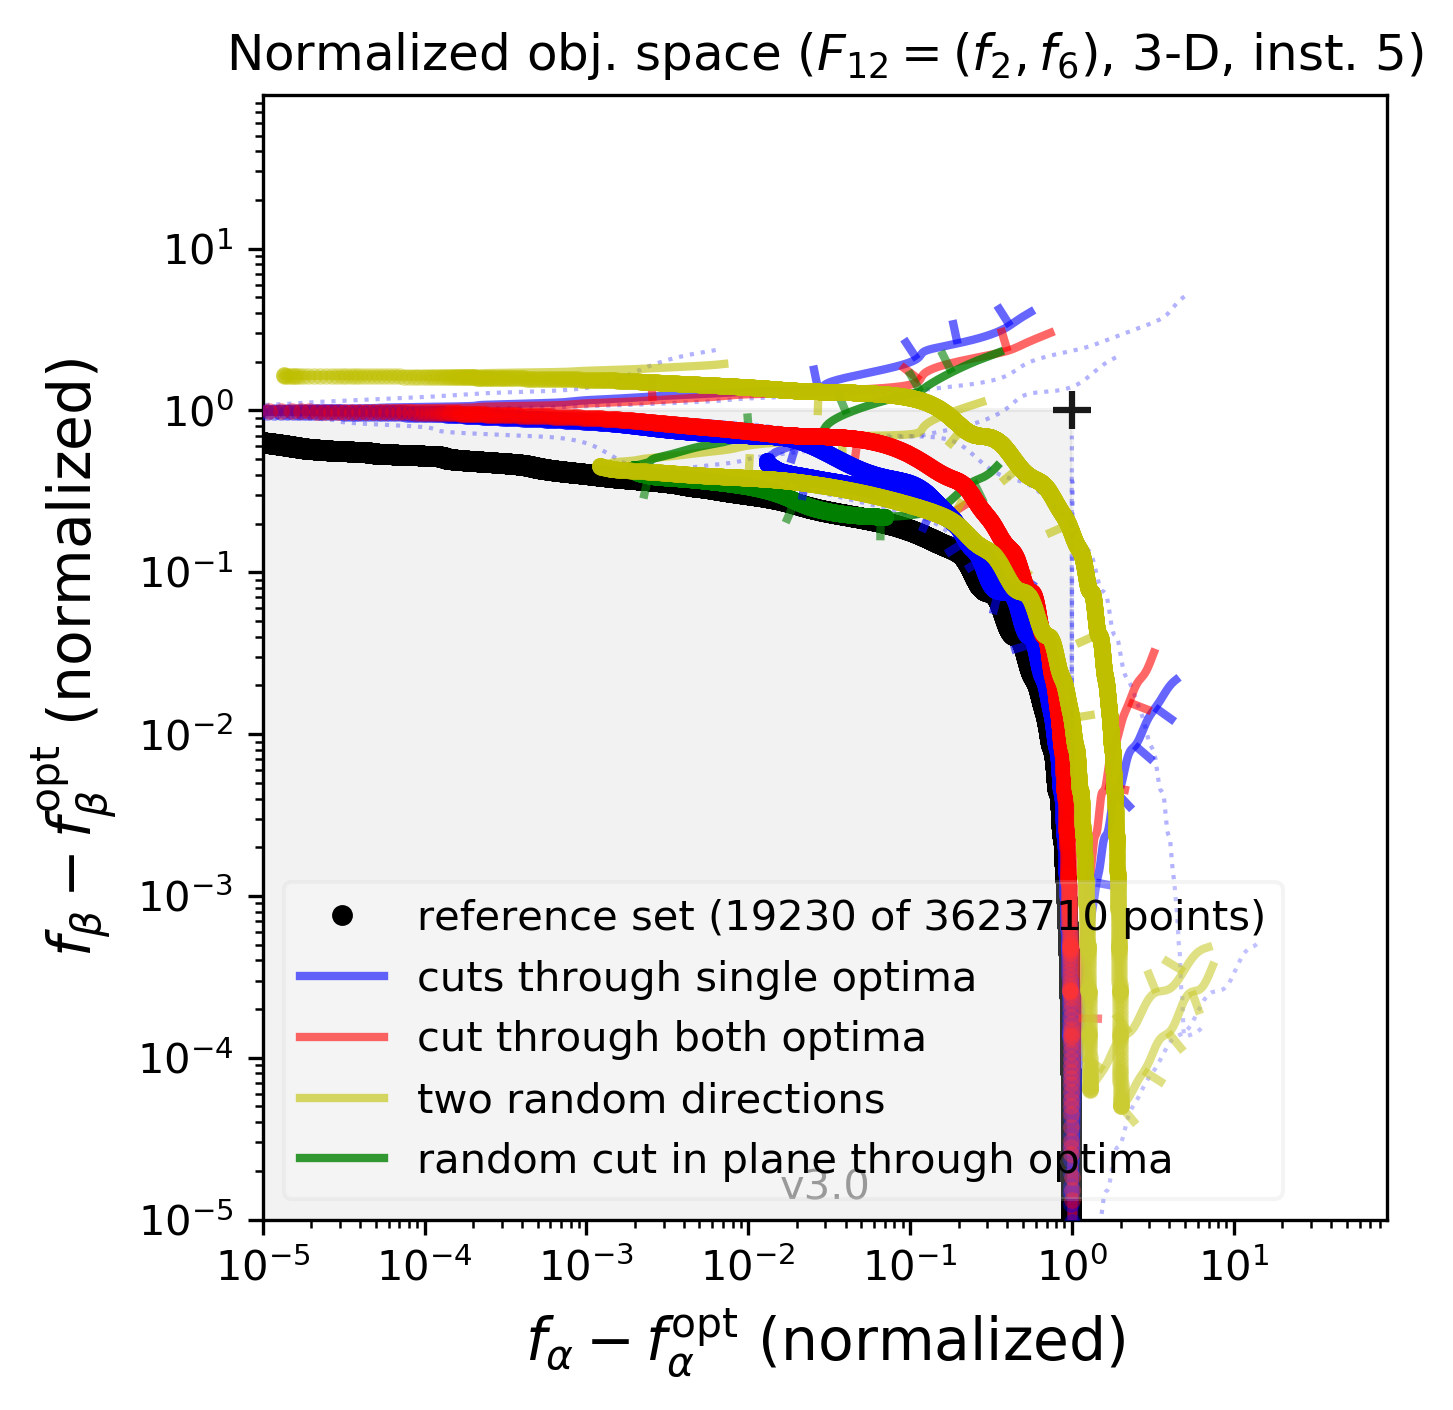 Normalized obj. space (F₁₂ = (f₂, f₆), 3-D, inst. 5)
10¹
10⁰
10⁻¹
10⁻²
10⁻³
10⁻⁴
10⁻⁵
f_β − f_β^opt (normalized)
reference set (19230 of 3623710 points)
cuts through single optima
cut through both optima
two random directions
random cut in plane through optima
v3.0
10⁻⁵ 10⁻⁴ 10⁻³ 10⁻² 10⁻¹ 10⁰ 10¹
f_α − f_α^opt (normalized)